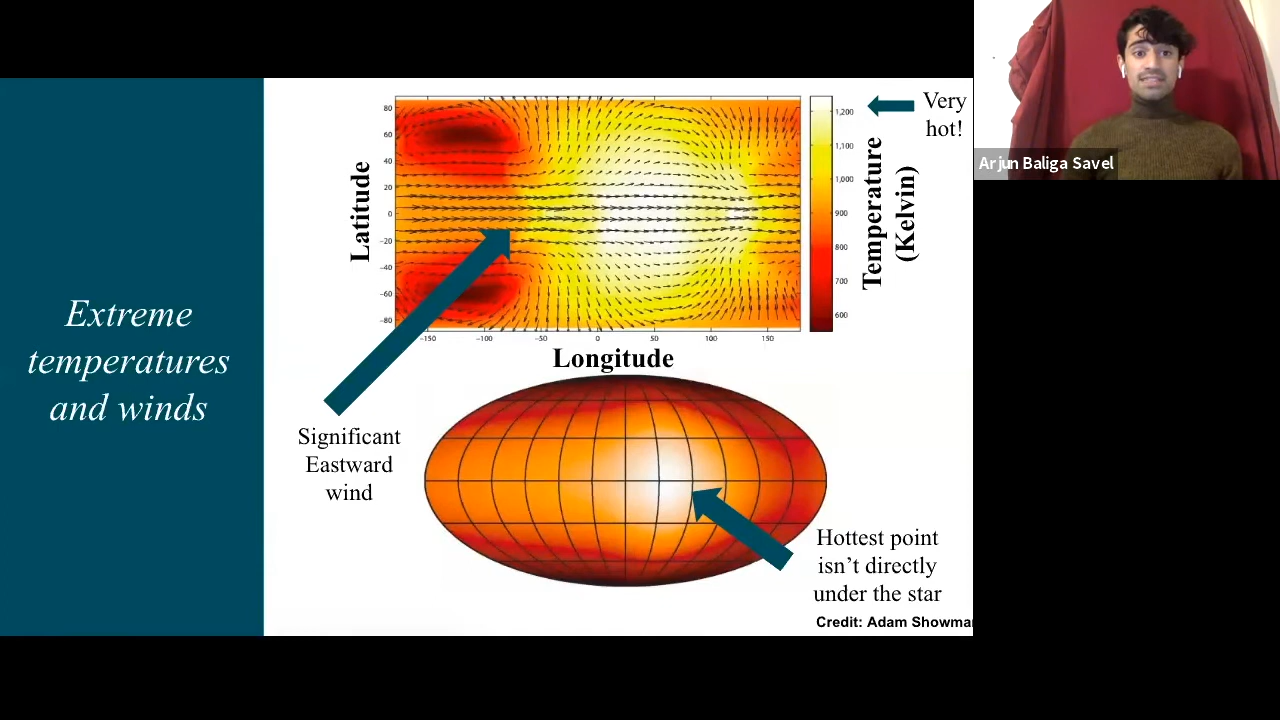 Extreme
temperatures
and winds
Latitude
80
60
40
20
0
−20
−40
−60
−80
-150
-100
-50
0
50
100
150
Longitude
1,200
1,100
1,000
900
800
700
600
Temperature
(Kelvin)
Very
hot!
Significant
Eastward
wind
Hottest point
isn't directly
under the star
Credit: Adam Showma
Arjun Baliga Savel